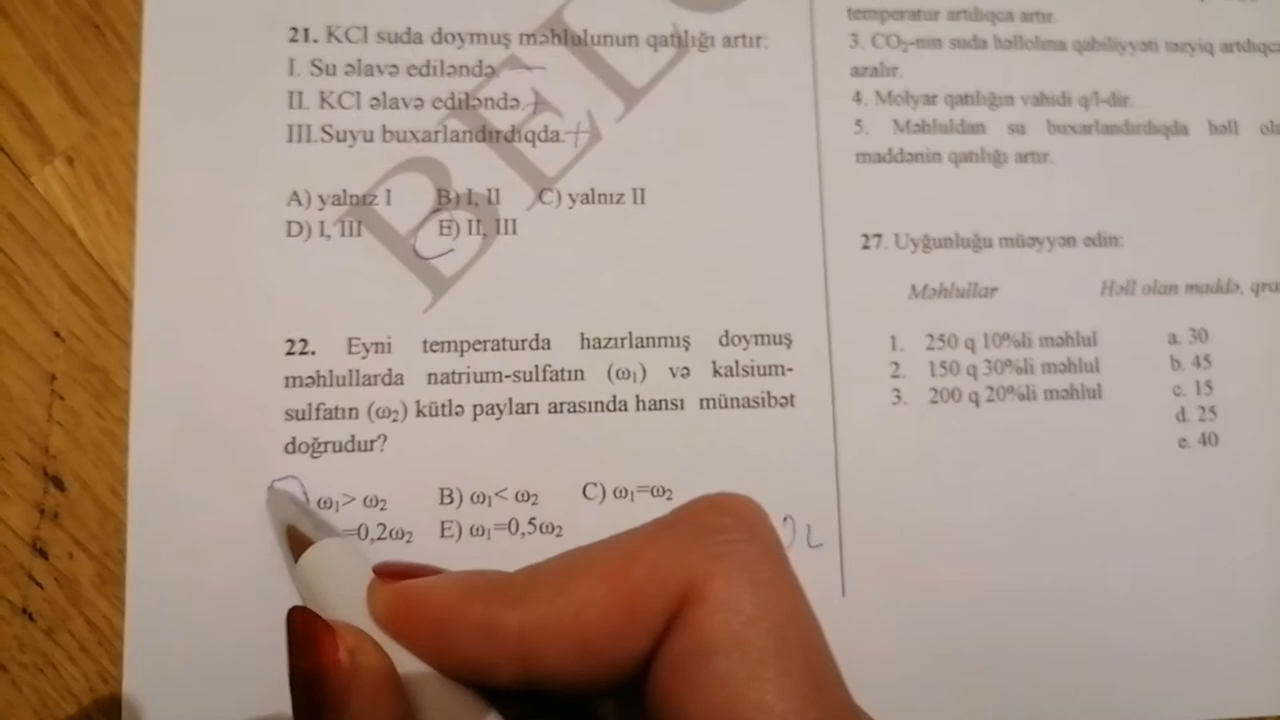 21. KCl suda doymuş məhlulunun qatılığı artır:
I. Su əlavə ediləndə.
II. KCl əlavə ediləndə.+
III.Suyu buxarlandırdıqda.+
A) yalnız I B) I, II C) yalnız II
D) I, III E) II, III
22. Eyni temperaturda hazırlanmış doymuş
məhlullarda natrium-sulfatın (ω₁) və kalsium-
sulfatın (ω₂) kütlə payları arasında hansı münasibət
doğrudur?
ω₁> ω₂ B) ω₁< ω₂ C) ω₁=ω₂
=0,2ω₂ E) ω₁=0,5ω₂
temperatur artdıqca artır.
3. CO₂-nin suda həllolma qabiliyyəti təzyiq artdıqca
azalır.
4. Molyar qatılığın vahidi q/l-dir.
5. Məhluldan su buxarlandırdıqda həll
maddənin qatılığı artır.
27. Uyğunluğu müəyyən edin:
Məhlullar Həll olan maddə,
1. 250 q 10%li məhlul a. 30
2. 150 q 30%li məhlul b. 45
3. 200 q 20%li məhlul c. 15
d. 25
e. 40